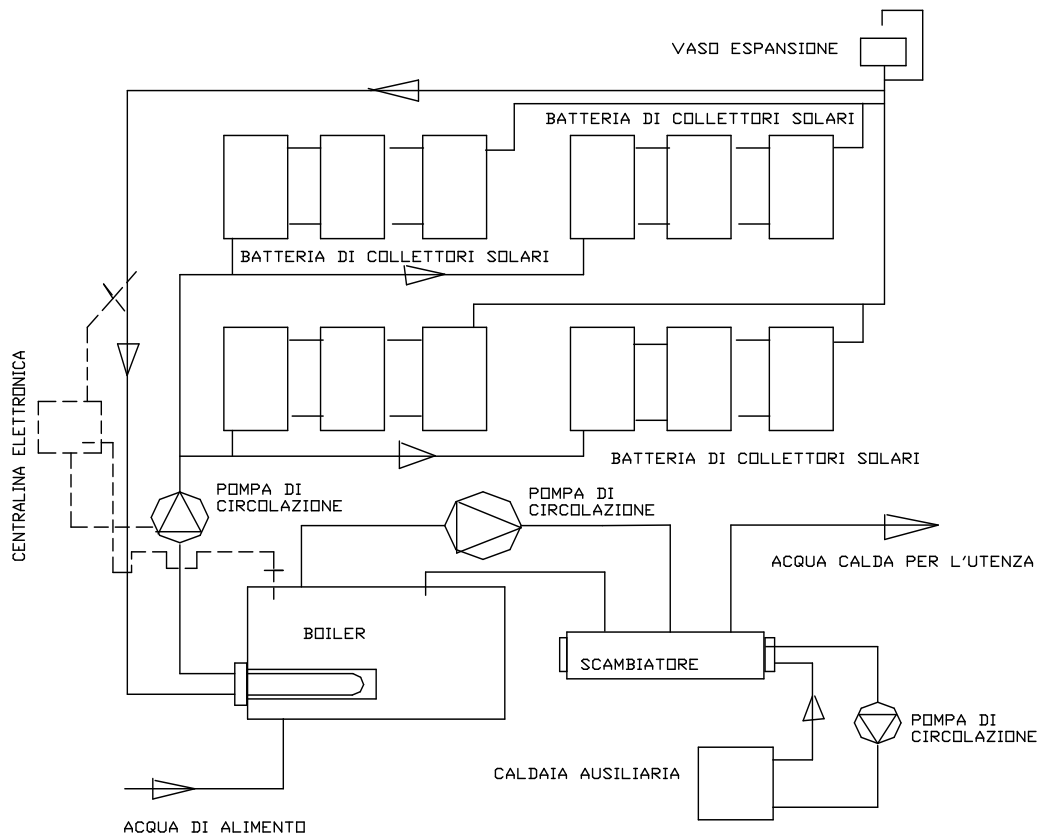 VASO ESPANSIONE
BATTERIA DI COLLETTORI SOLARI
BATTERIA DI COLLETTORI SOLARI
CENTRALINA ELETTRONICA
BATTERIA DI COLLETTORI SOLARI
POMPA DI
CIRCOLAZIONE
POMPA DI
CIRCOLAZIONE
ACQUA CALDA PER L'UTENZA
BOILER
SCAMBIATORE
POMPA DI
CIRCOLAZIONE
CALDAIA AUSILIARIA
ACQUA DI ALIMENTO